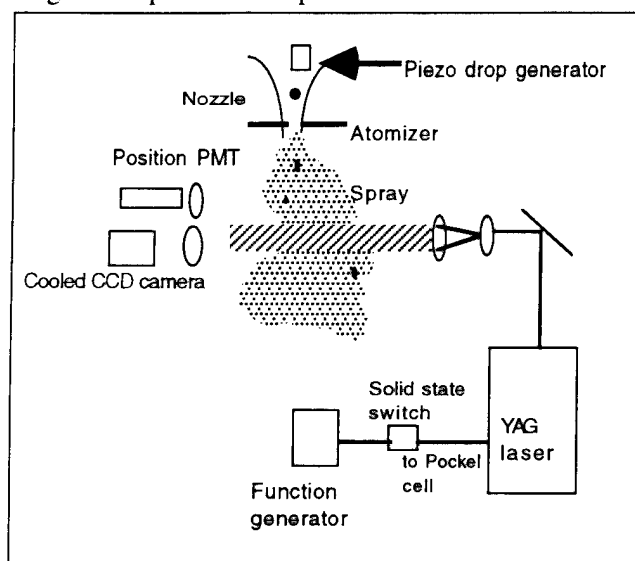 Piezo drop generator
Nozzle
Atomizer
Position PMT
Spray
Cooled CCD camera
Solid state
switch
YAG
laser
to Pockel
cell
Function
generator